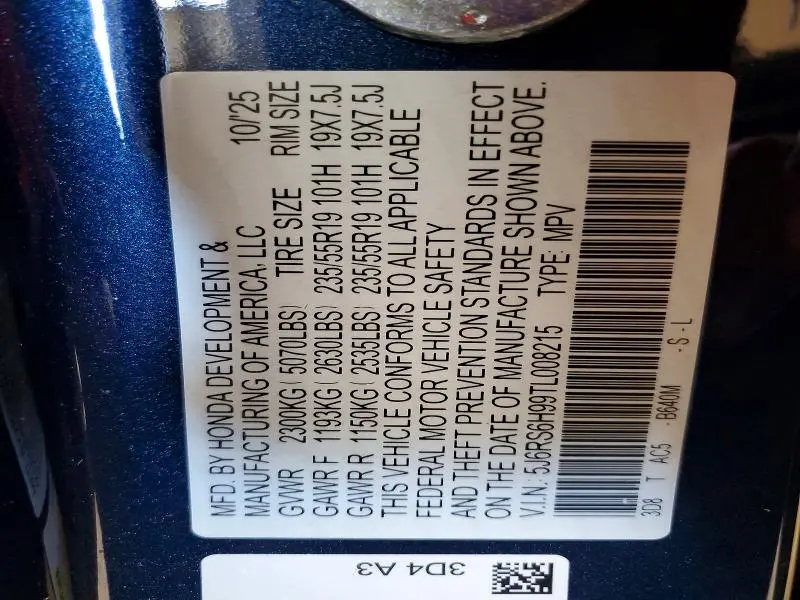 MFD. BY HONDA DEVELOPMENT &
MANUFACTURING OF AMERICA, LLC 10/'25
GVWR 2300KG ( 5070LBS) TIRE SIZE RIM SIZE
GAWR F 1193KG ( 2630LBS) 235/55R19 101H 19X7.5J
GAWR R 1150KG ( 2535LBS) 235/55R19 101H 19X7.5J
THIS VEHICLE CONFORMS TO ALL APPLICABLE
FEDERAL MOTOR VEHICLE SAFETY
AND THEFT PREVENTION STANDARDS IN EFFECT
ON THE DATE OF MANUFACTURE SHOWN ABOVE.
V.I.N.: 5J6RS6H99TL008215 TYPE: MPV
3D8 T AC5 - B640M - S - L
3D4 A3